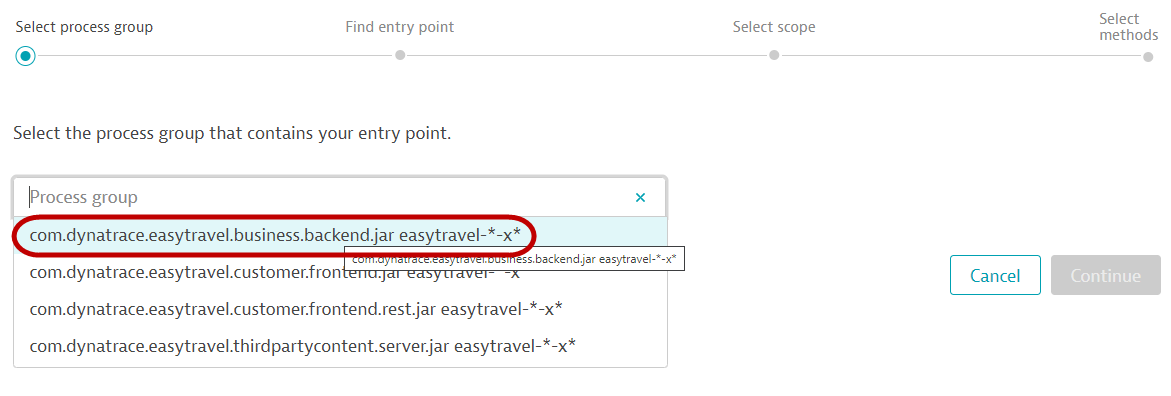 Select process group
Find entry point
Select scope
Select methods
Select the process group that contains your entry point.
Process group
com.dynatrace.easytravel.business.backend.jar easytravel-*-x*
com.dynatrace.easytravel.business.backend.jar easytravel-*-x*
com.dynatrace.easytravel.customer.frontend.jar easytravel-*-x*
com.dynatrace.easytravel.customer.frontend.rest.jar easytravel-*-x*
com.dynatrace.easytravel.thirdpartycontent.server.jar easytravel-*-x*
Cancel
Continue